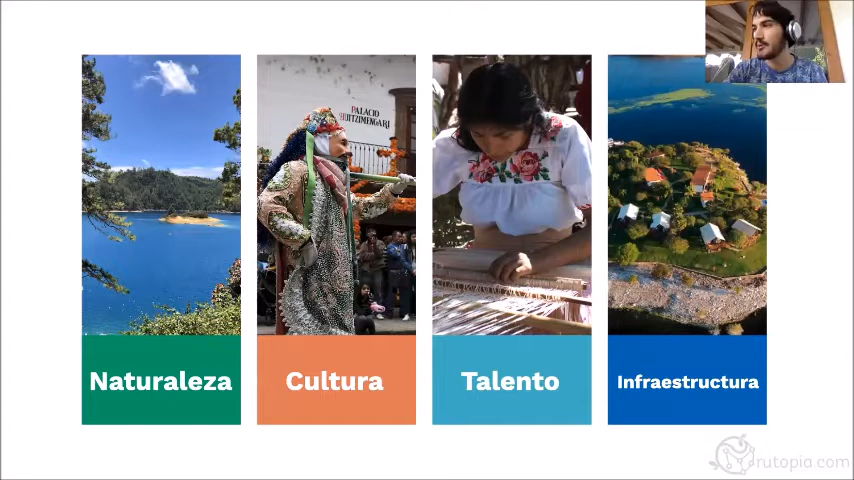 PALACIO
HUITZIMENGARI
Naturaleza
Cultura
Talento
Infraestructura
rutopia.com